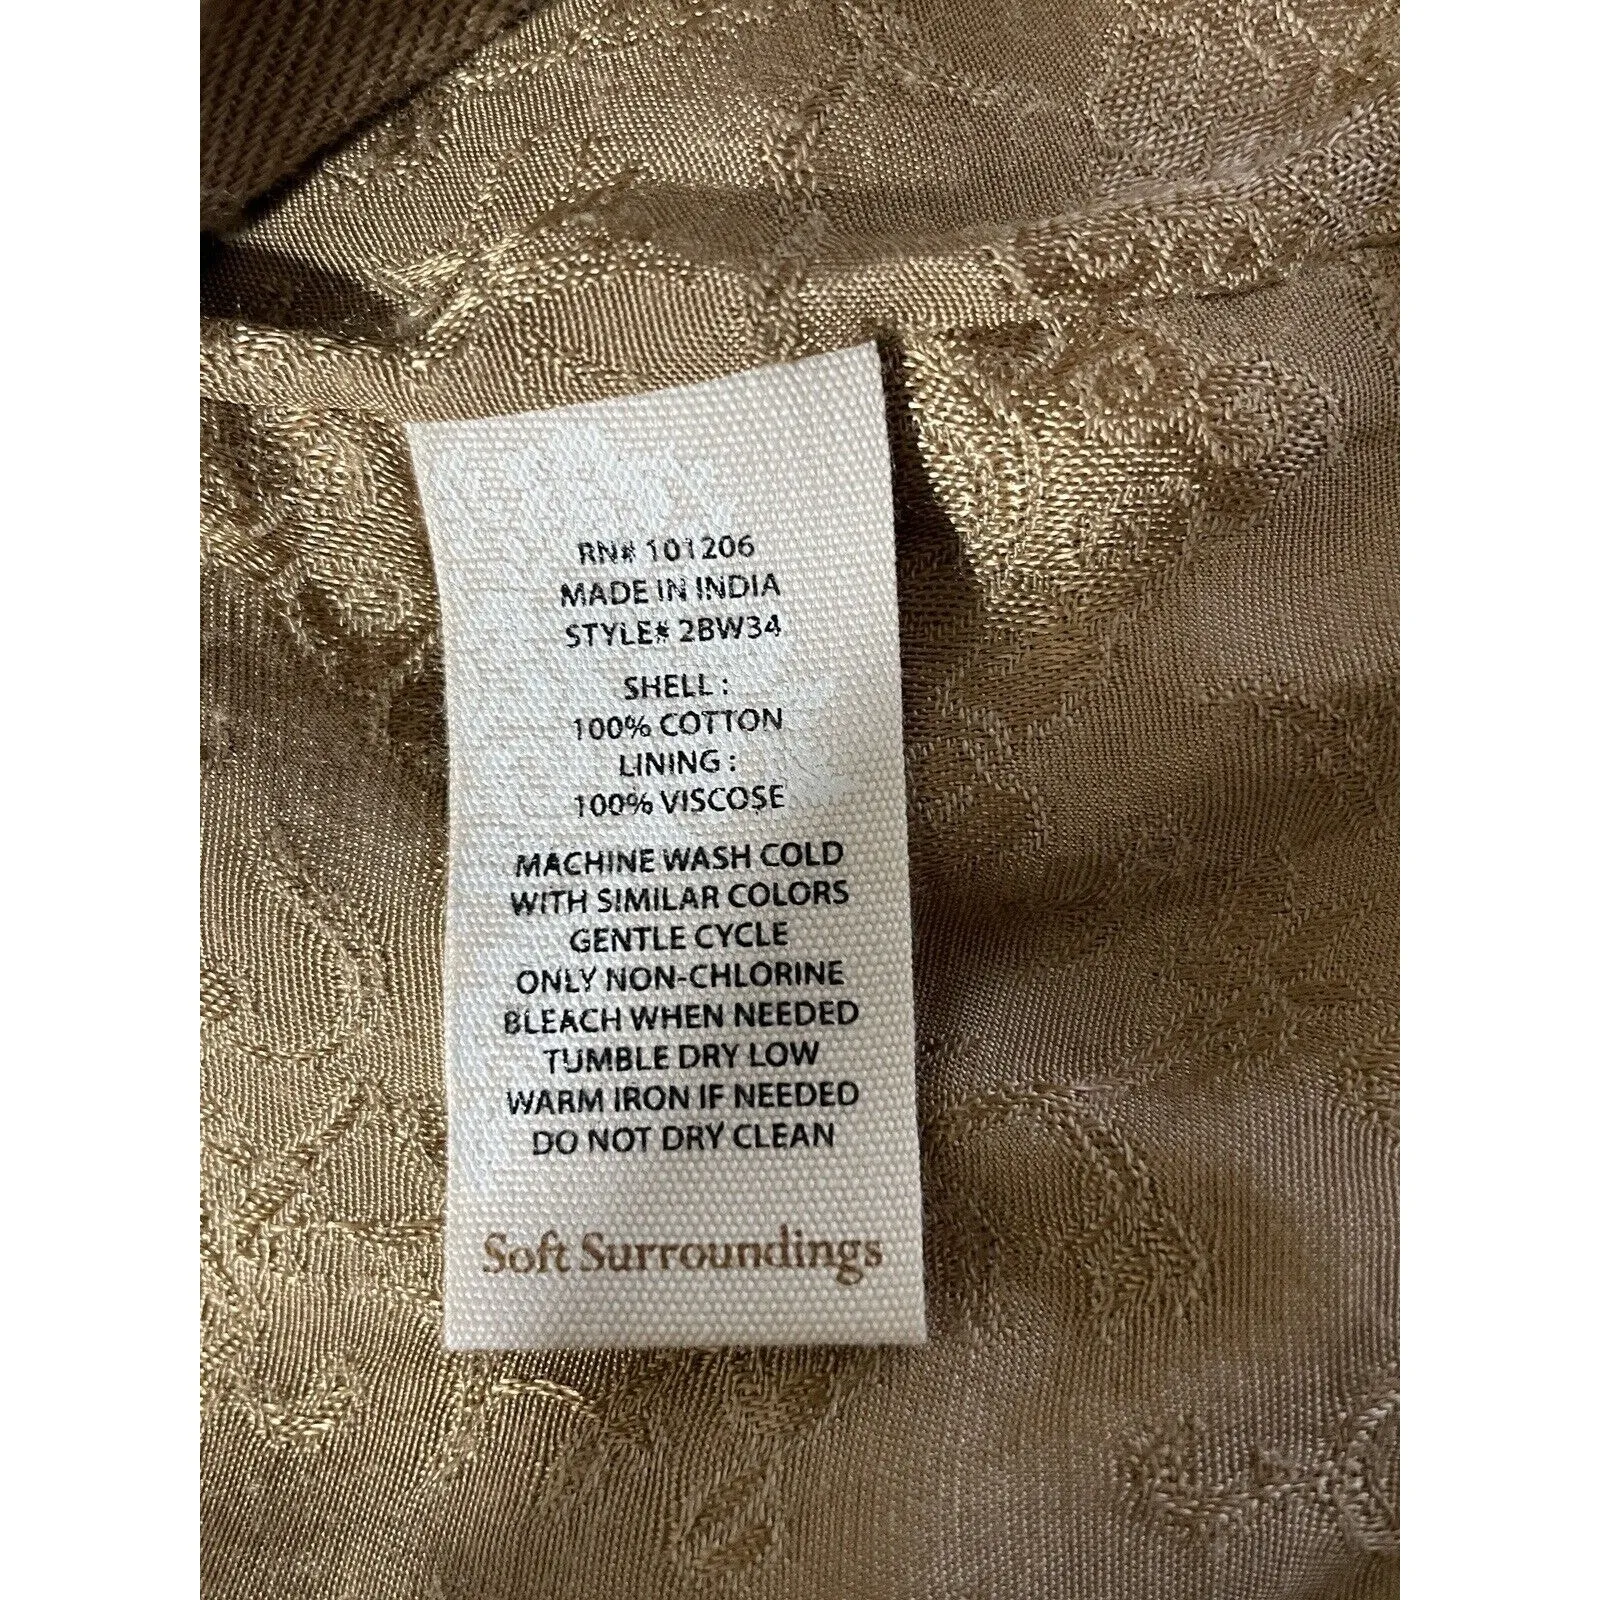 RN# 101206
MADE IN INDIA
STYLE# 2BW34
SHELL :
100% COTTON
LINING :
100% VISCOSE
MACHINE WASH COLD
WITH SIMILAR COLORS
GENTLE CYCLE
ONLY NON-CHLORINE
BLEACH WHEN NEEDED
TUMBLE DRY LOW
WARM IRON IF NEEDED
DO NOT DRY CLEAN
Soft Surroundings